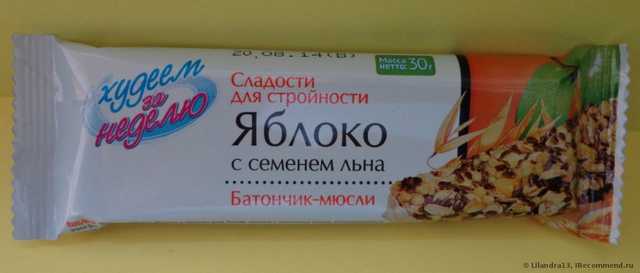 20.08.14(В)
Масса
нетто: 30г
худеем
за
неделю
Сладости
для стройности
Яблоко
с семенем льна
Батончик-мюсли
© Lilandra13, IRecommend.ru